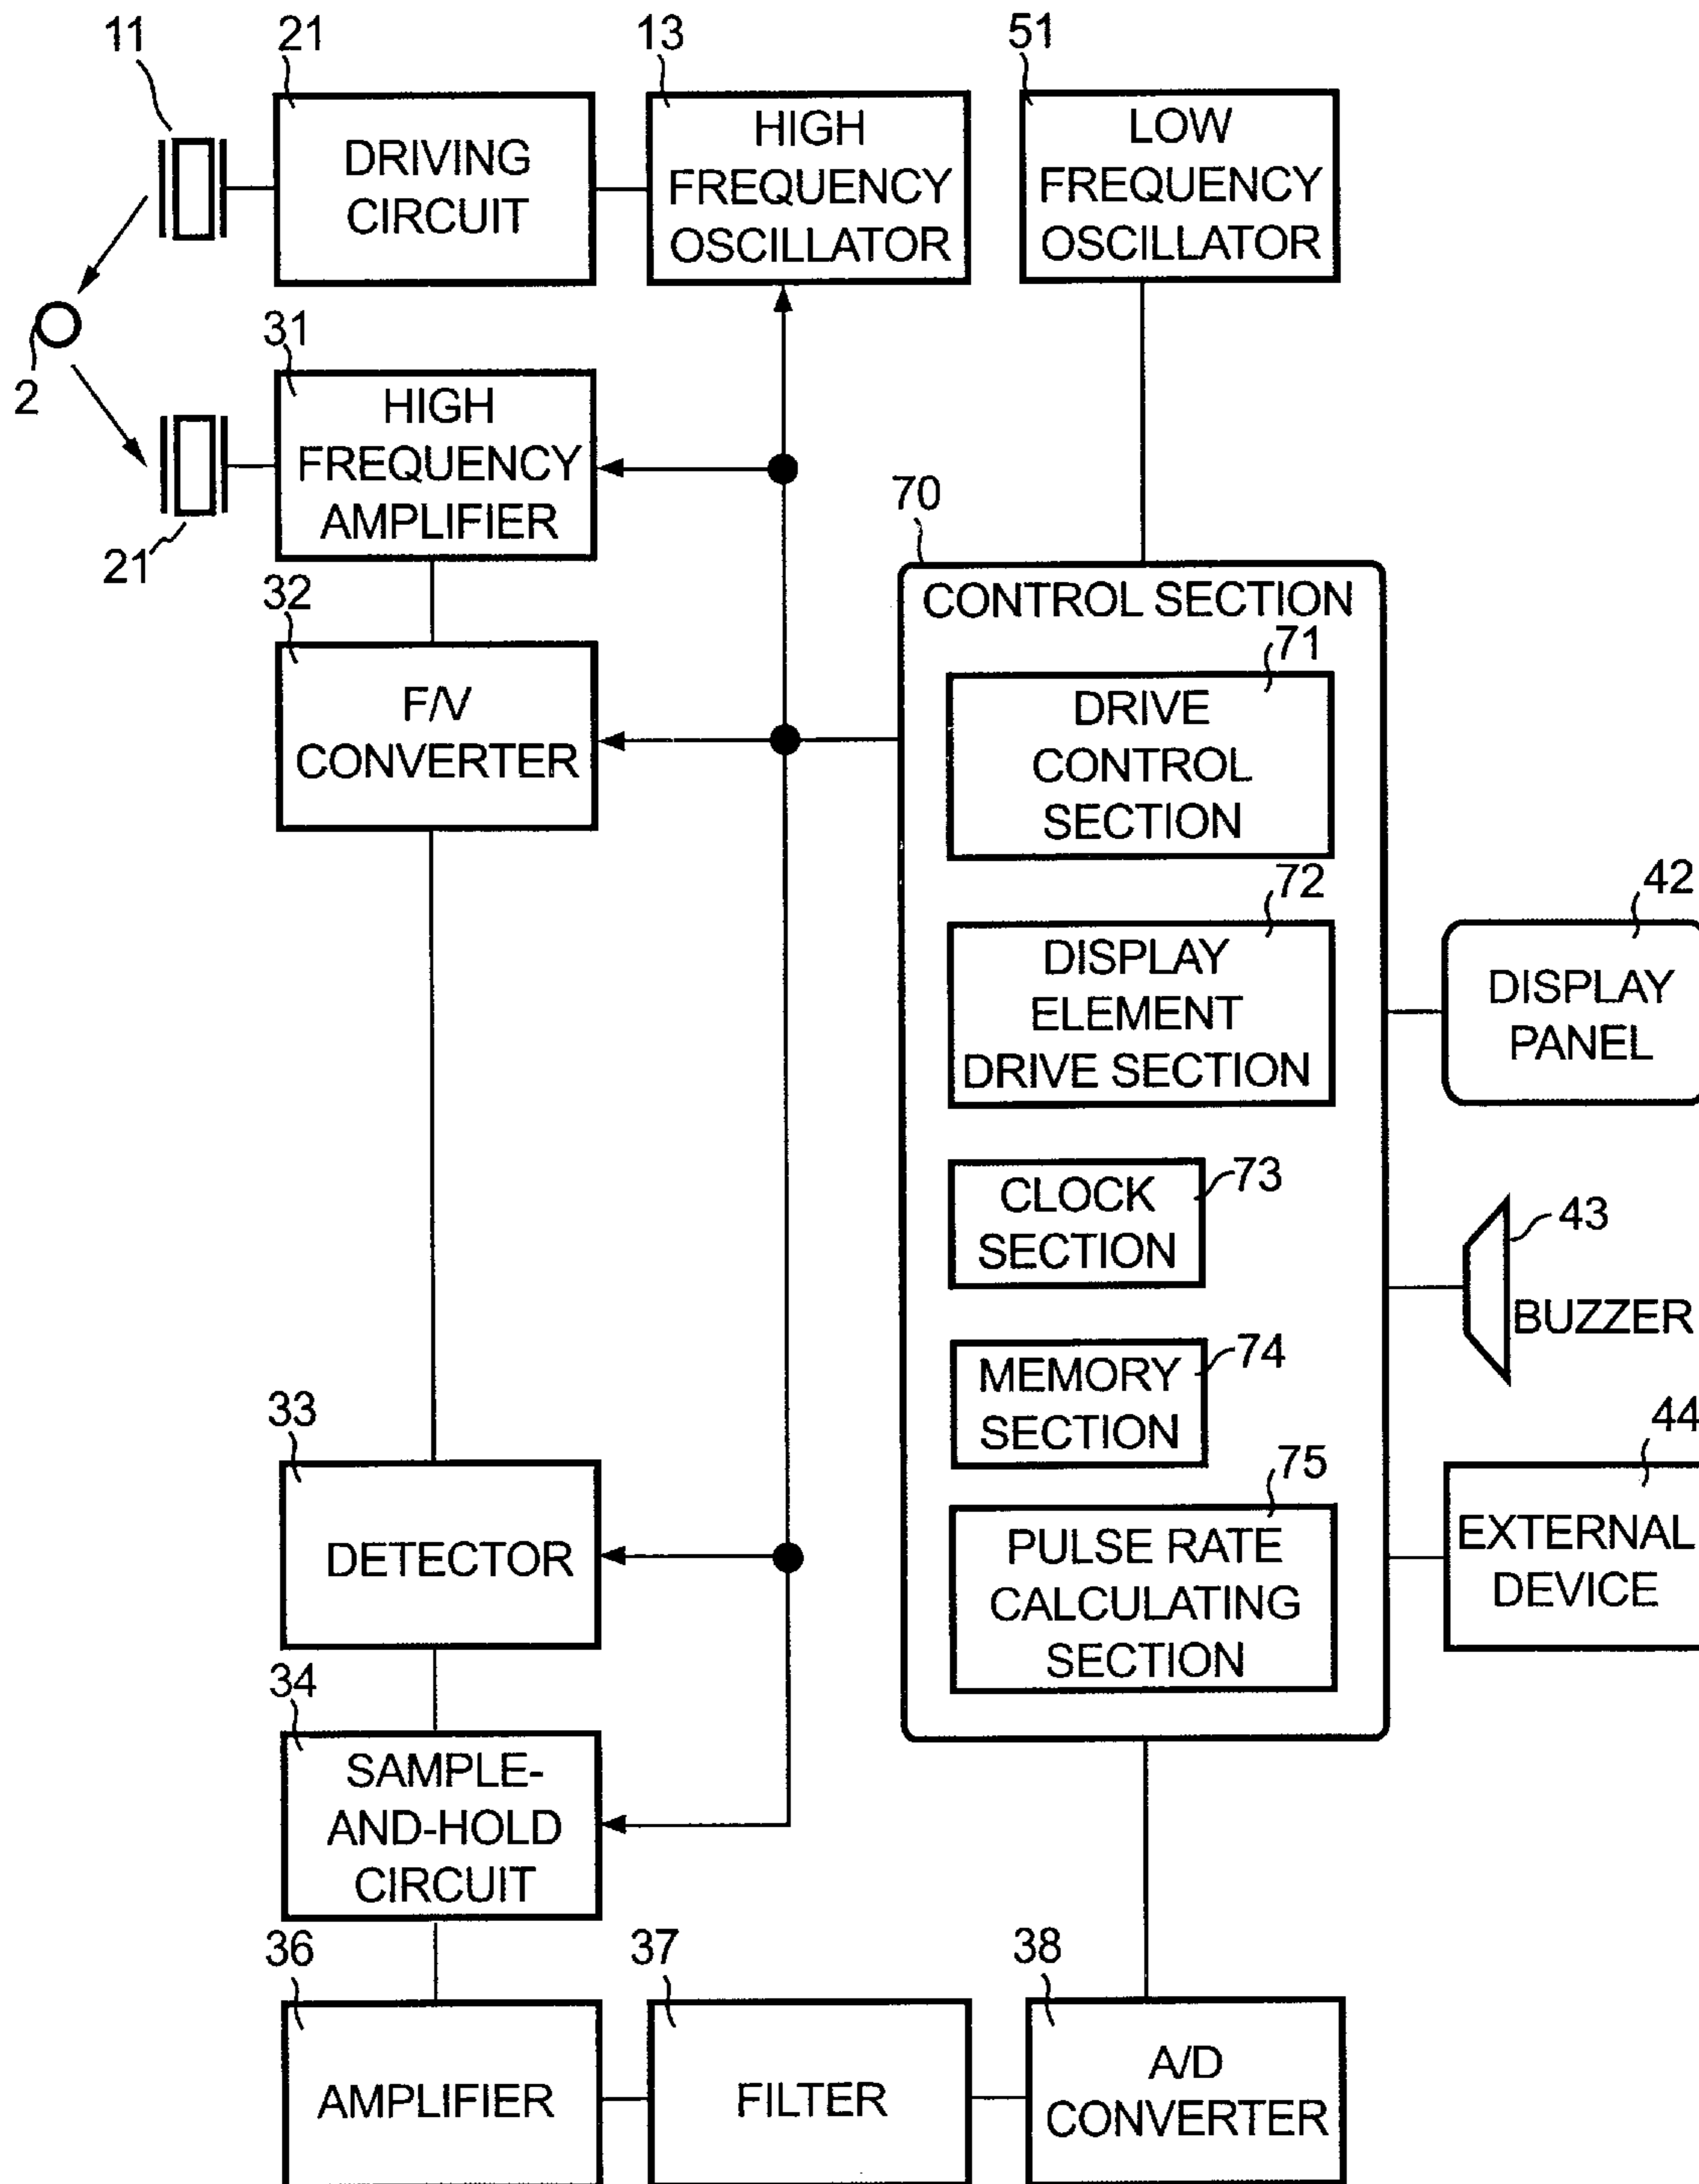 11
21
13
51
DRIVING
CIRCUIT
HIGH
FREQUENCY
OSCILLATOR
LOW
FREQUENCY
OSCILLATOR
2
31
HIGH
FREQUENCY
AMPLIFIER
21
32
F/V
CONVERTER
70
CONTROL SECTION
71
DRIVE
CONTROL
SECTION
72
DISPLAY
ELEMENT
DRIVE SECTION
42
DISPLAY
PANEL
73
CLOCK
SECTION
43
BUZZER
74
MEMORY
SECTION
33
DETECTOR
75
PULSE RATE
CALCULATING
SECTION
44
EXTERNAL
DEVICE
34
SAMPLE-
AND-HOLD
CIRCUIT
36
AMPLIFIER
37
FILTER
38
A/D
CONVERTER